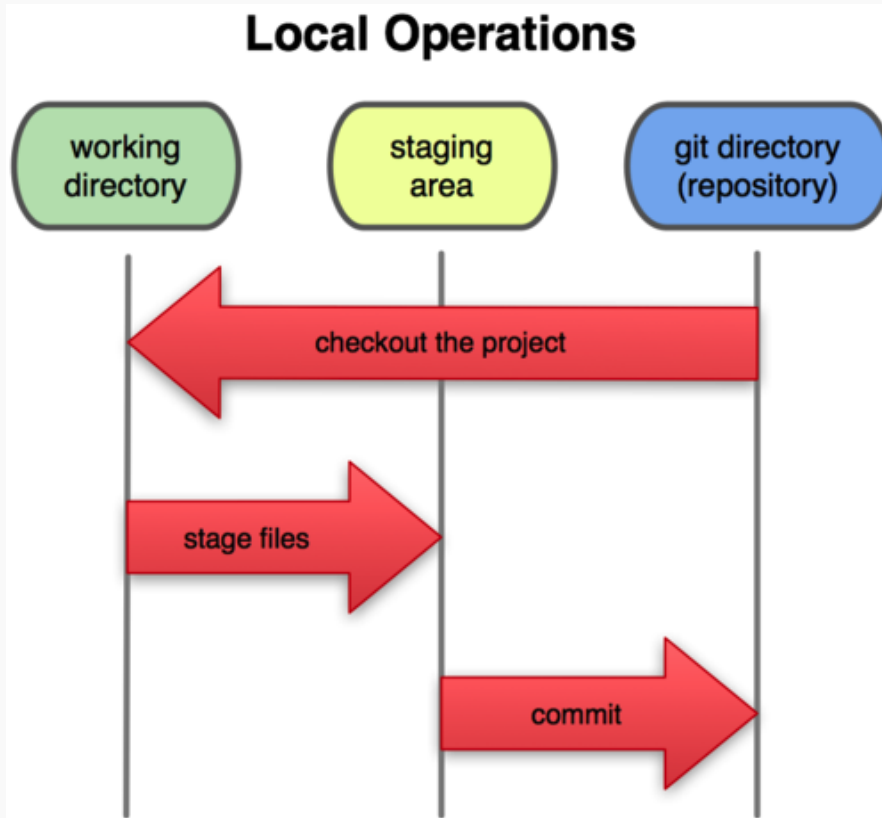 Local Operations
working
directory
staging
area
git directory
(repository)
checkout the project
stage files
commit